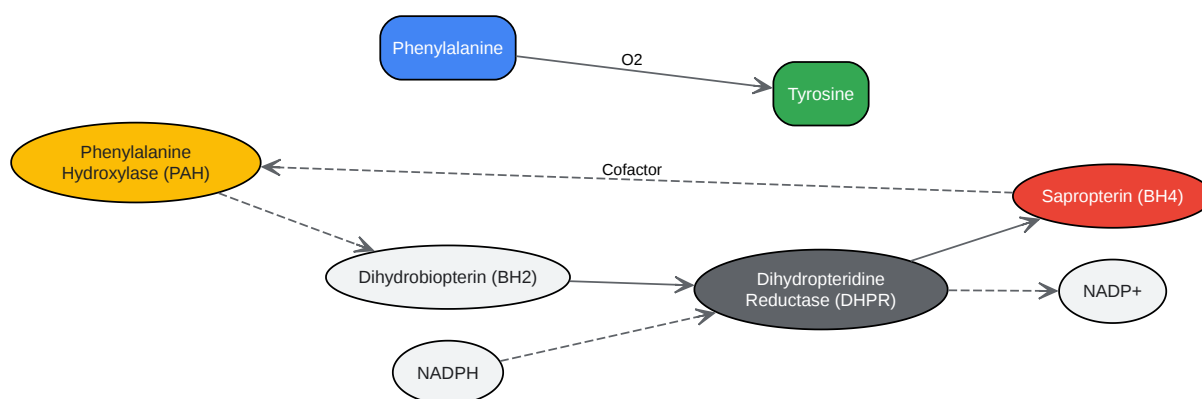 Phenylalanine
O2
Tyrosine
Phenylalanine
Hydroxylase (PAH)
Cofactor
Sapropterin (BH4)
Dihydrobiopterin (BH2)
Dihydropteridine
Reductase (DHPR)
NADP+
NADPH